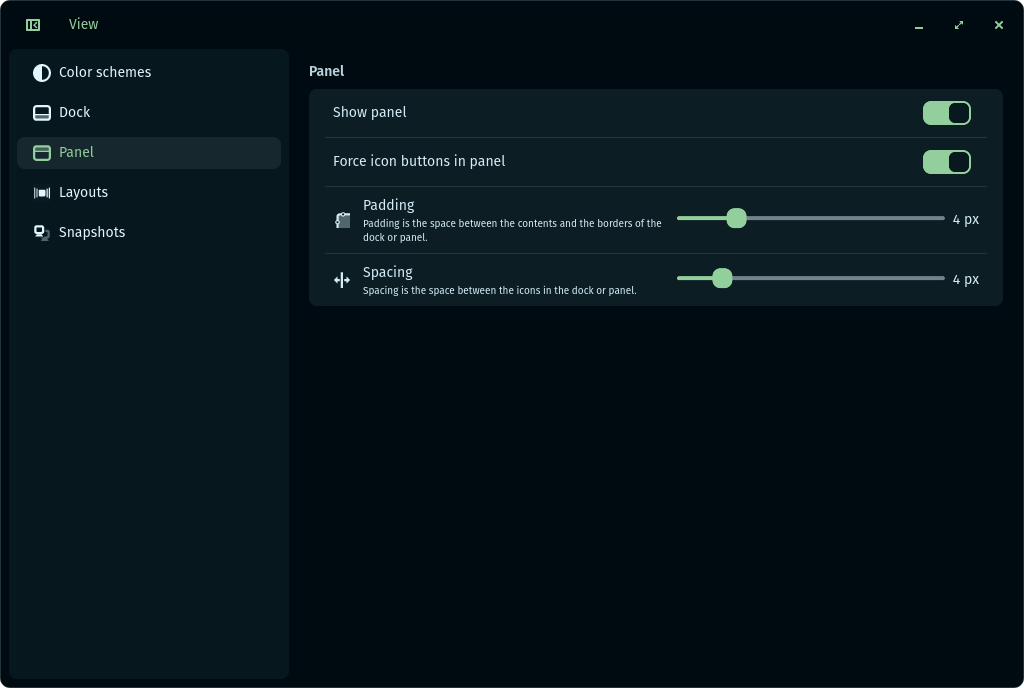 View
Color schemes
Dock
Panel
Layouts
Snapshots
Panel
Show panel
Force icon buttons in panel
Padding
Padding is the space between the contents and the borders of the
dock or panel.
4 px
Spacing
Spacing is the space between the icons in the dock or panel.
4 px